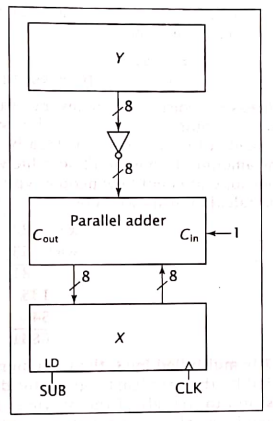 Y
8
8
Parallel adder
Cout Cin 1
8 8
X
LD
SUB CLK